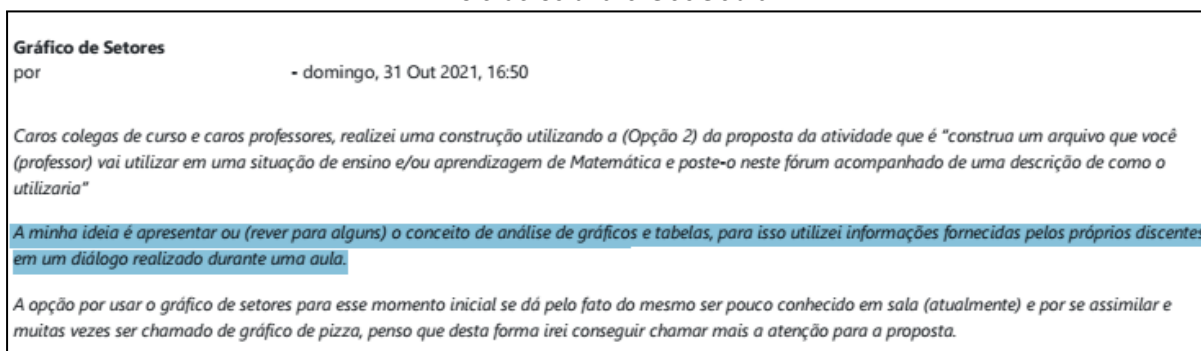 Gráfico de Setores
por - domingo, 31 Out 2021, 16:50
Caros colegas de curso e caros professores, realizei uma construção utilizando a (Opção 2) da proposta da atividade que é “construa um arquivo que você
(professor) vai utilizar em uma situação de ensino e/ou aprendizagem de Matemática e poste-o neste fórum acompanhado de uma descrição de como o
utilizaria”
A minha ideia é apresentar ou (rever para alguns) o conceito de análise de gráficos e tabelas, para isso utilizei informações fornecidas pelos próprios discentes
em um diálogo realizado durante uma aula.
A opção por usar o gráfico de setores para esse momento inicial se dá pelo fato do mesmo ser pouco conhecido em sala (atualmente) e por se assimilar e
muitas vezes ser chamado de gráfico de pizza, penso que desta forma irei conseguir chamar mais a atenção para a proposta.